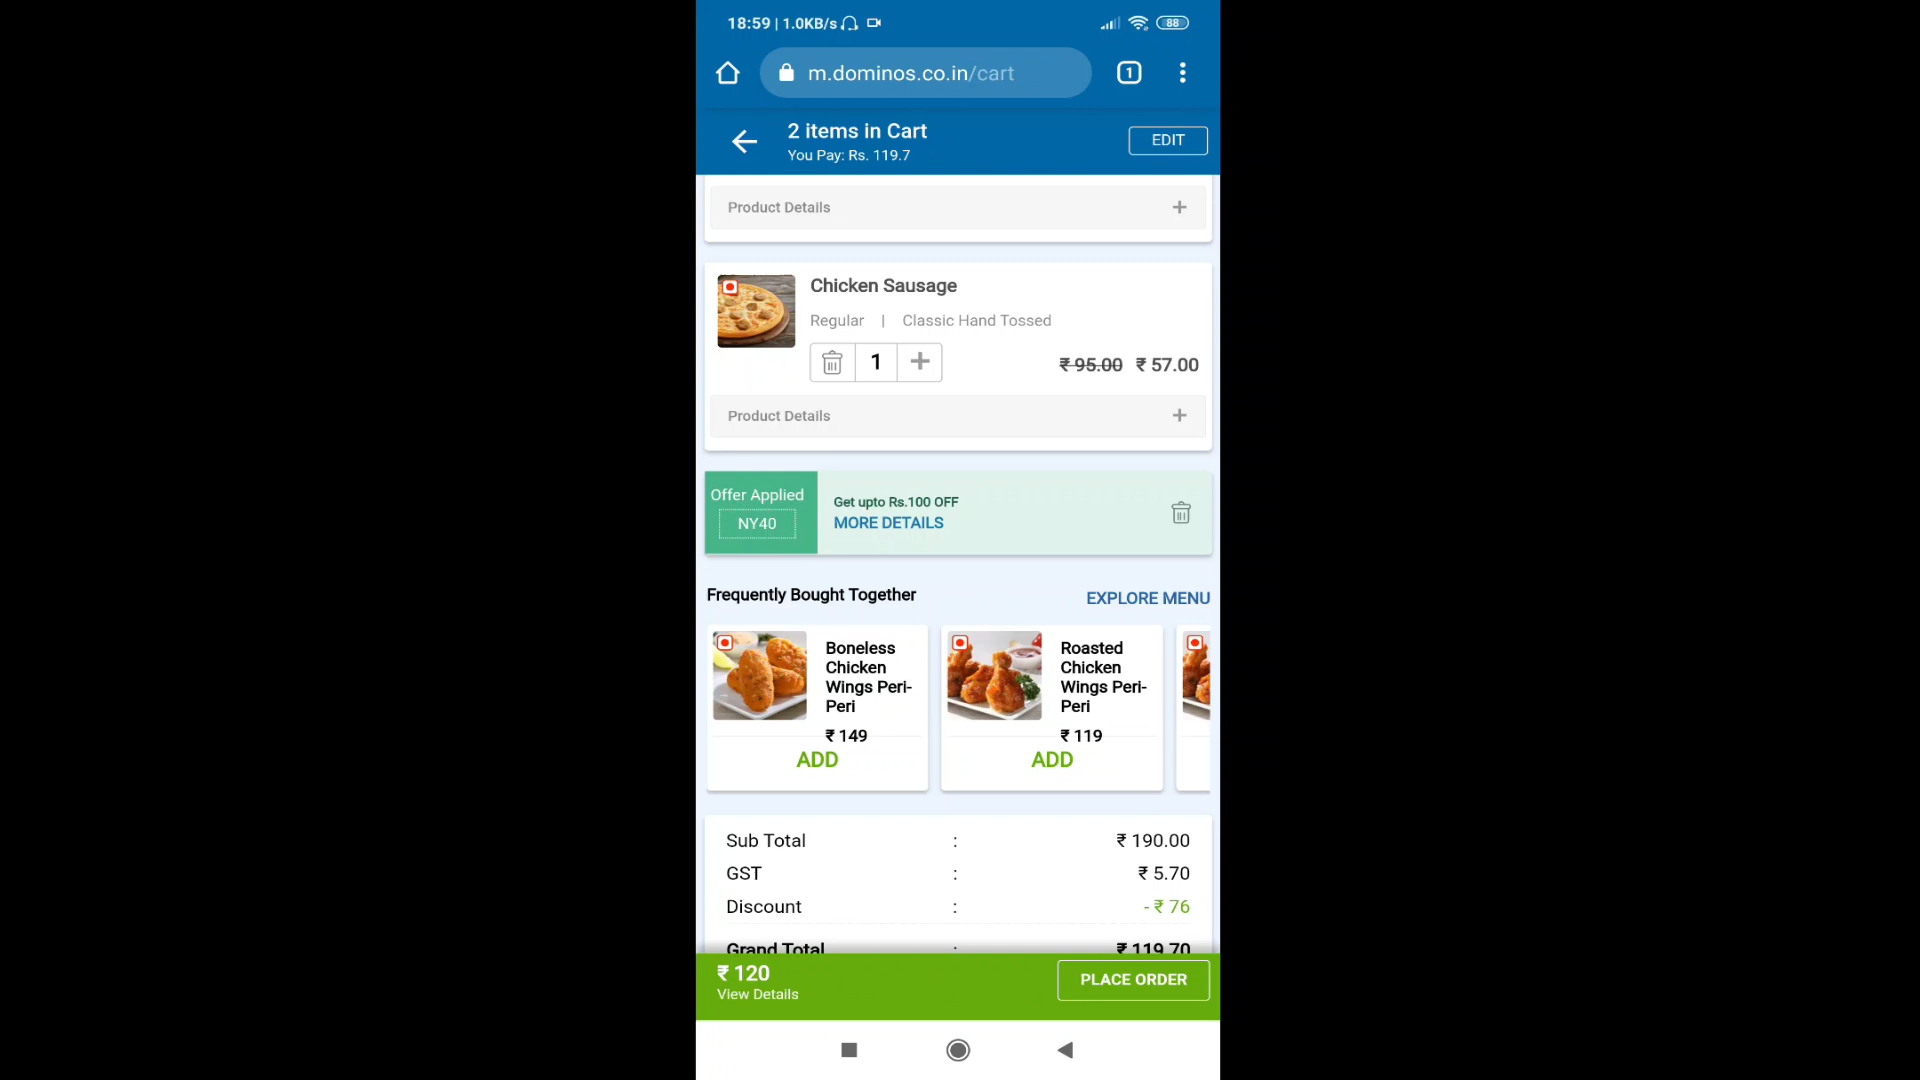 18:59 | 1.0KB/s 88
m.dominos.co.in/cart 1
2 items in Cart
You Pay: Rs. 119.7
EDIT
Product Details +
Chicken Sausage
Regular | Classic Hand Tossed
1 + ₹ 95.00 ₹ 57.00
Product Details +
Offer Applied
NY40
Get upto Rs.100 OFF
MORE DETAILS
Frequently Bought Together
EXPLORE MENU
Boneless
Chicken
Wings Peri-
Peri
₹ 149
ADD
Roasted
Chicken
Wings Peri-
Peri
₹ 119
ADD
Sub Total : ₹ 190.00
GST : ₹ 5.70
Discount : - ₹ 76
Grand Total : ₹ 119.70
₹ 120
View Details
PLACE ORDER